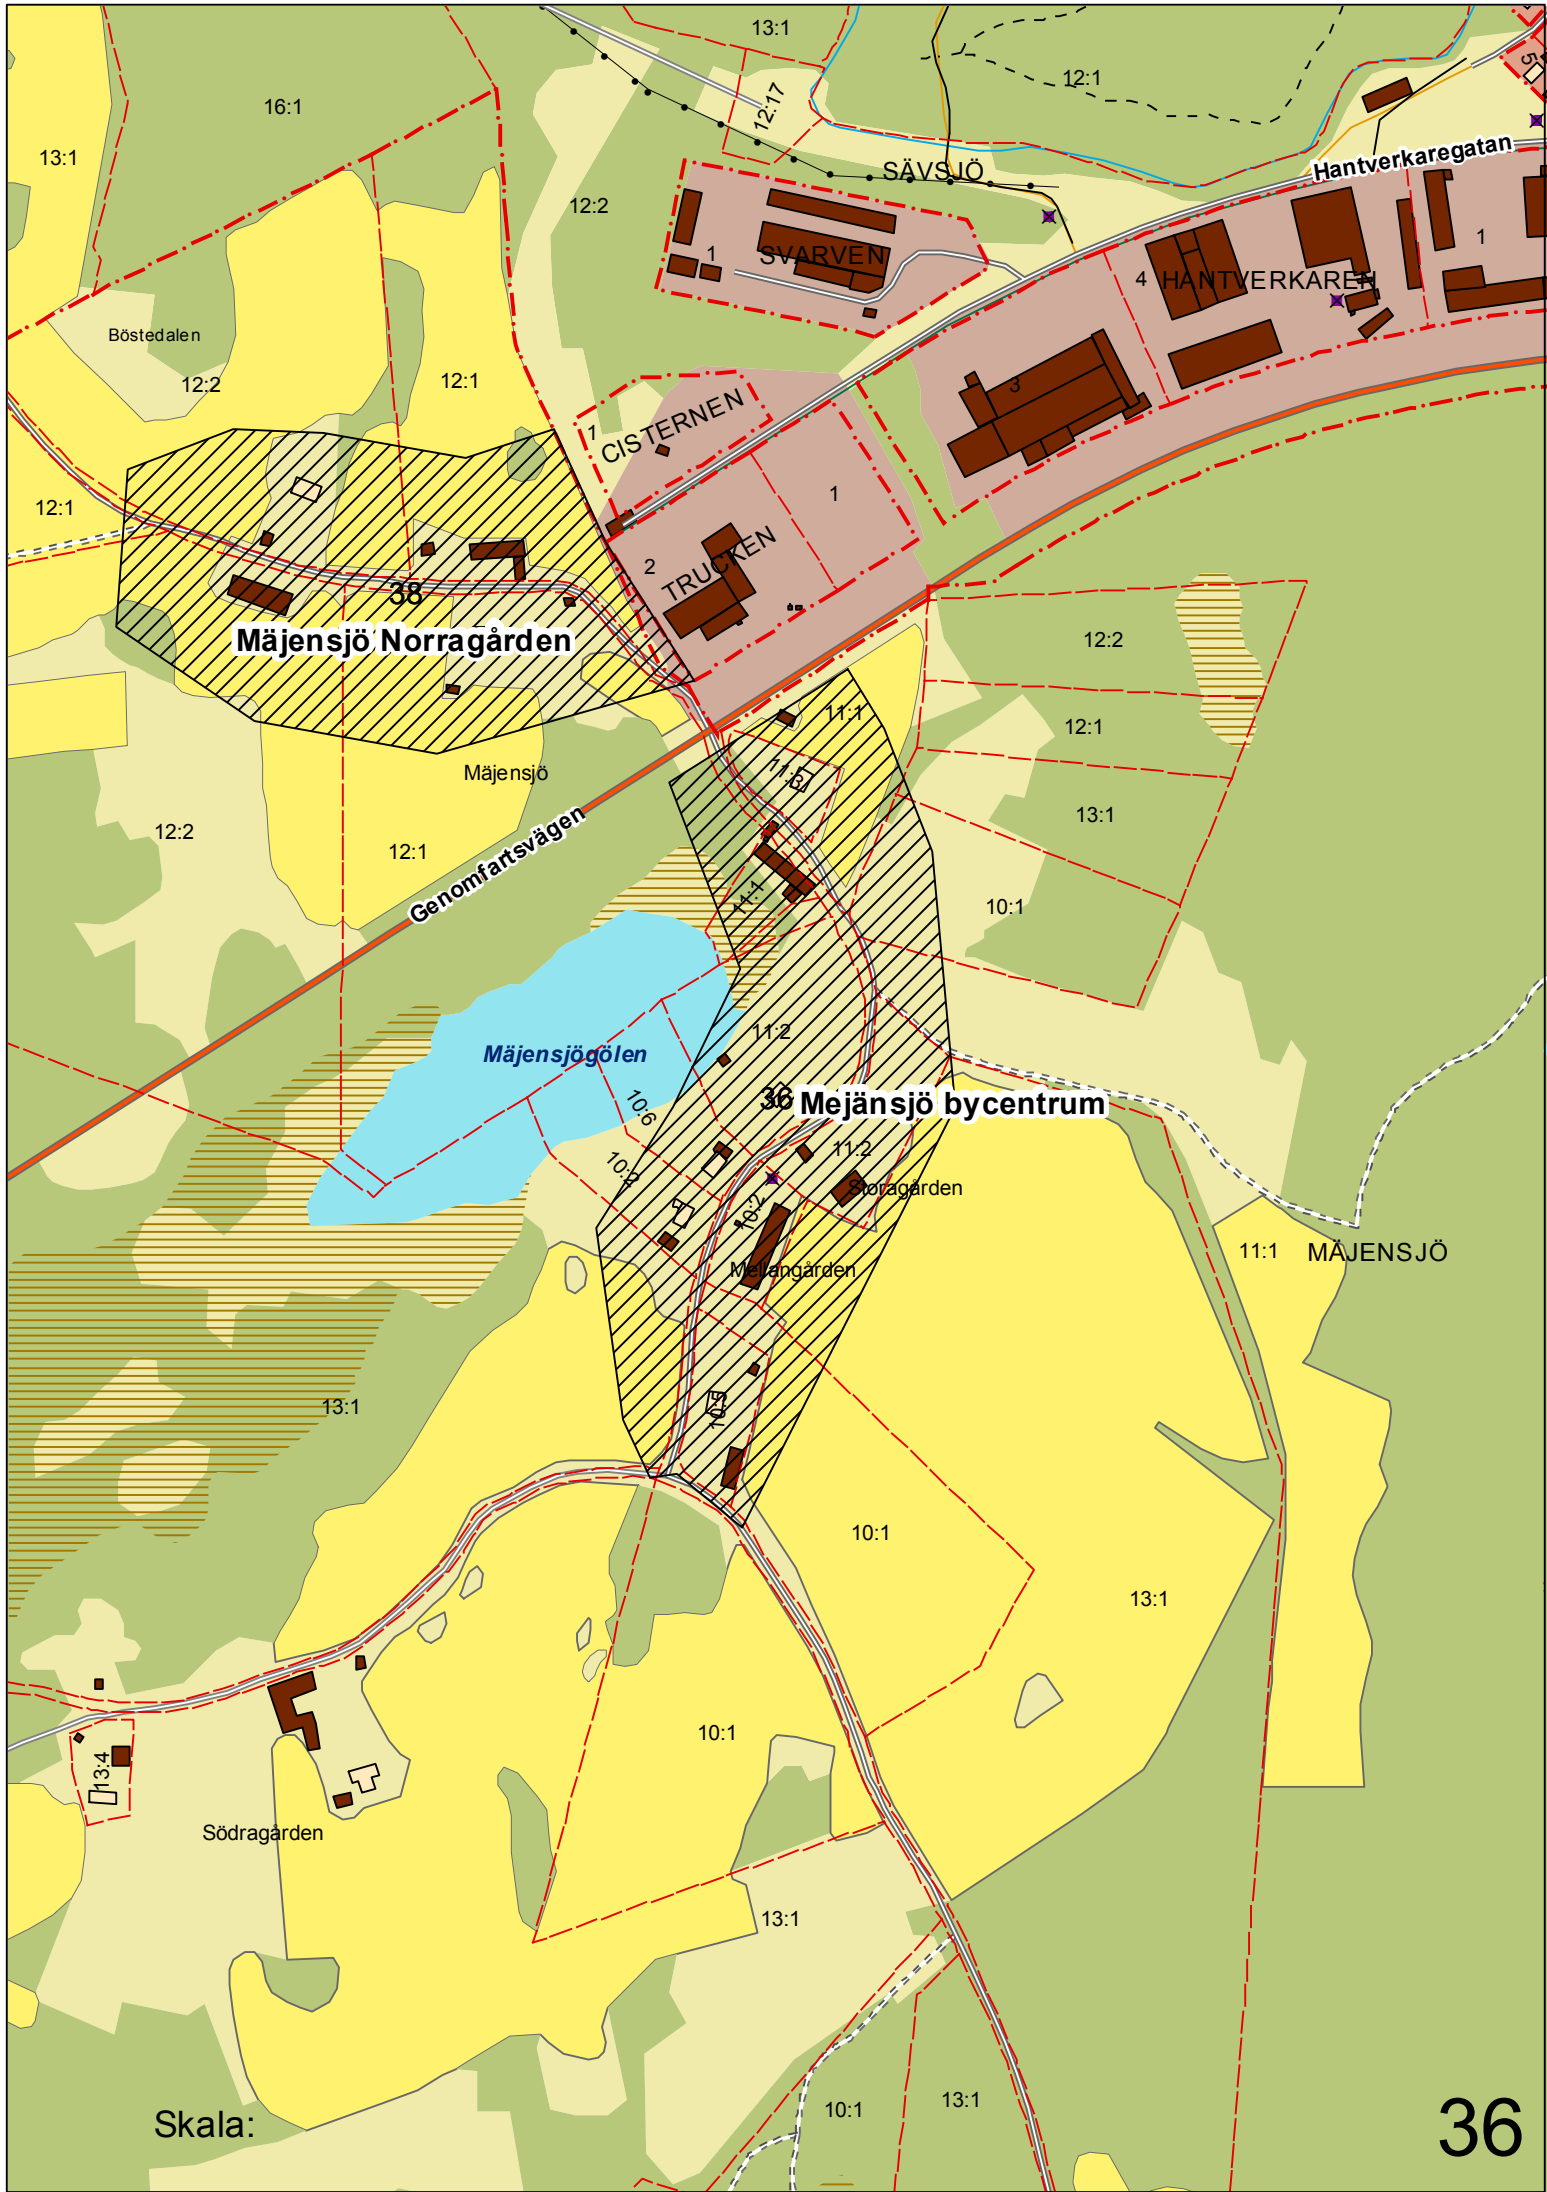 13:1
12:1
16:1
12:17
5
13:1
Hantverkaregatan
SÄVSJÖ
12:2
1
SVARVEN
1
4 HANTVERKAREN
Böstedalen
12:2
12:1
3
1
CISTERNEN
1
12:1
2
TRUCKEN
38
Mäjensjö Norragården
12:2
11:1
12:1
Mäjensjö
11:3
13:1
12:2
12:1
Genomfartsvägen
11:1
10:1
11:2
Mäjensjögölen
36 Mejänsjö bycentrum
10:6
11:2
10:2
Storagården
10:2
11:1
MÄJENSJÖ
Mellangården
13:1
10:5
10:1
13:1
10:1
13:4
Södragården
13:1
13:1
10:1
Skala:
36